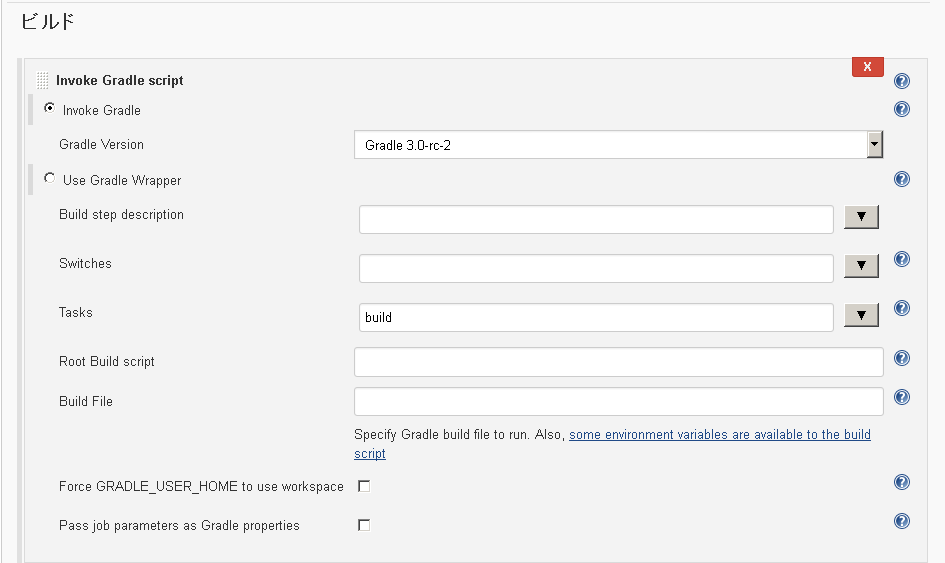 ビルド
X
Invoke Gradle script
Invoke Gradle
Gradle Version
Gradle 3.0-rc-2
Use Gradle Wrapper
Build step description
Switches
Tasks
build
Root Build script
Build File
Specify Gradle build file to run. Also, some environment variables are available to the build
script
Force GRADLE_USER_HOME to use workspace
Pass job parameters as Gradle properties